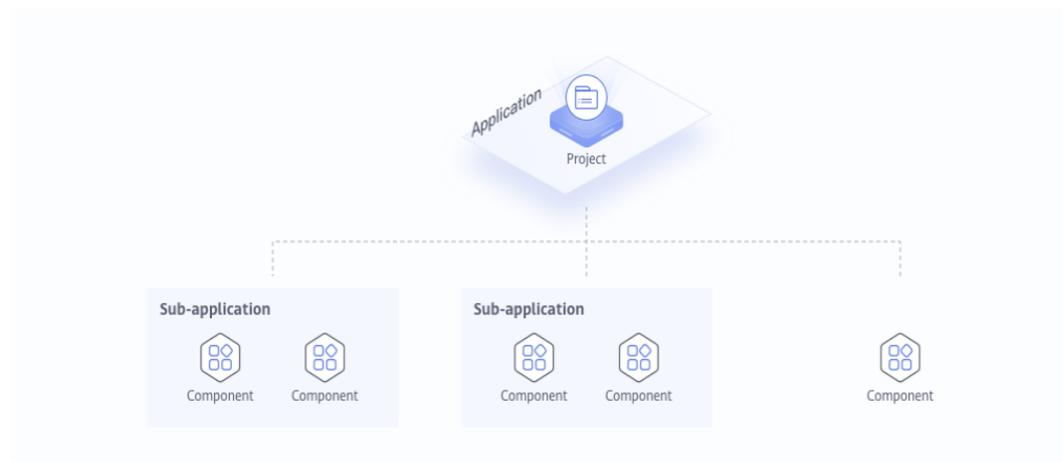 Application
Project
Sub-application
Component Component
Sub-application
Component Component
Component